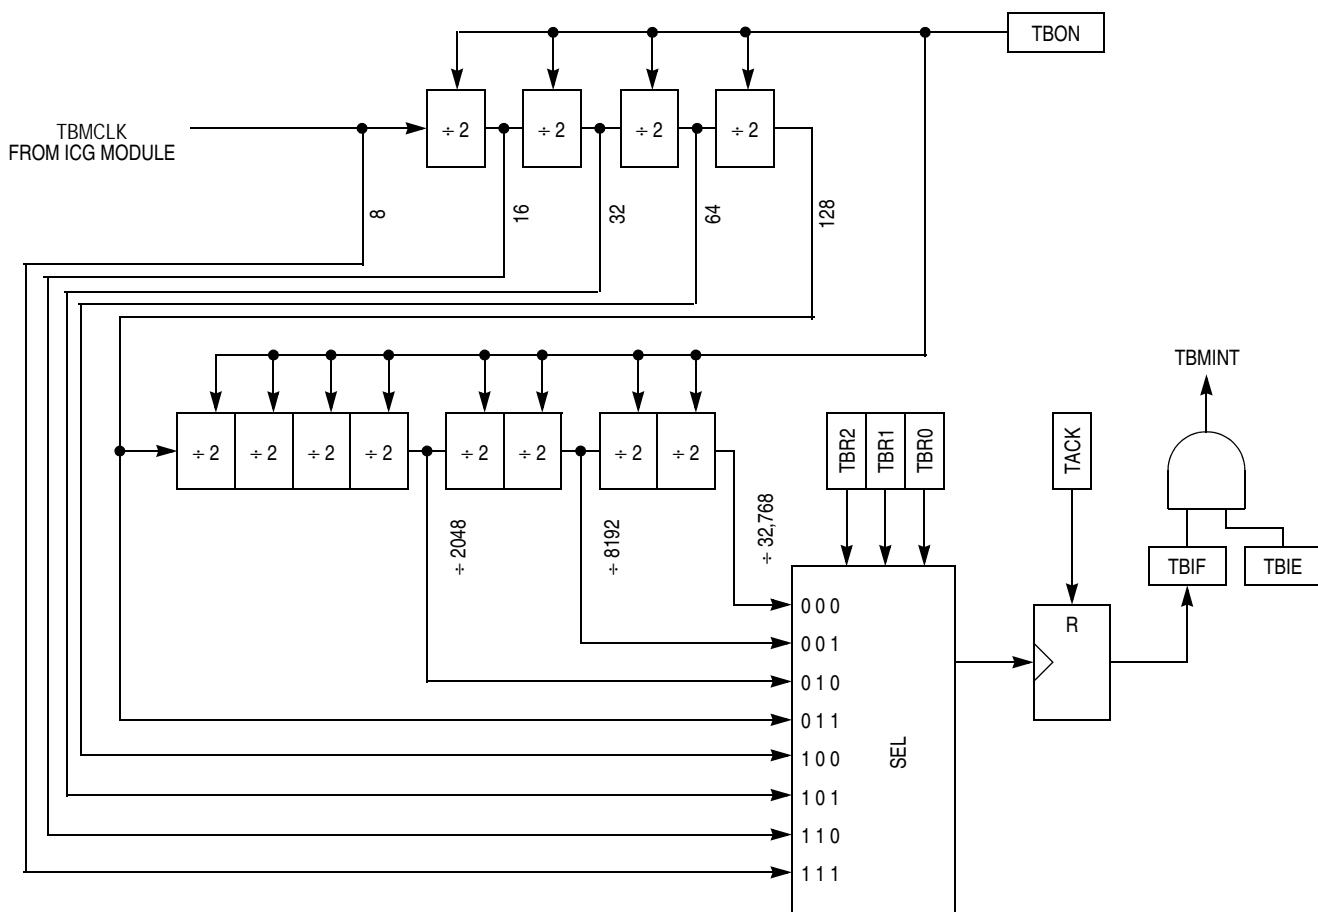 TBON
TBMCLK
FROM ICG MODULE
÷ 2
÷ 2
÷ 2
÷ 2
8
16
32
64
128
TBMINT
÷ 2
÷ 2
÷ 2
÷ 2
÷ 2
÷ 2
÷ 2
÷ 2
TBR2
TBR1
TBR0
TACK
÷ 2048
÷ 8192
÷ 32,768
TBIF
TBIE
0 0 0
0 0 1
0 1 0
0 1 1
1 0 0
1 0 1
1 1 0
1 1 1
SEL
R